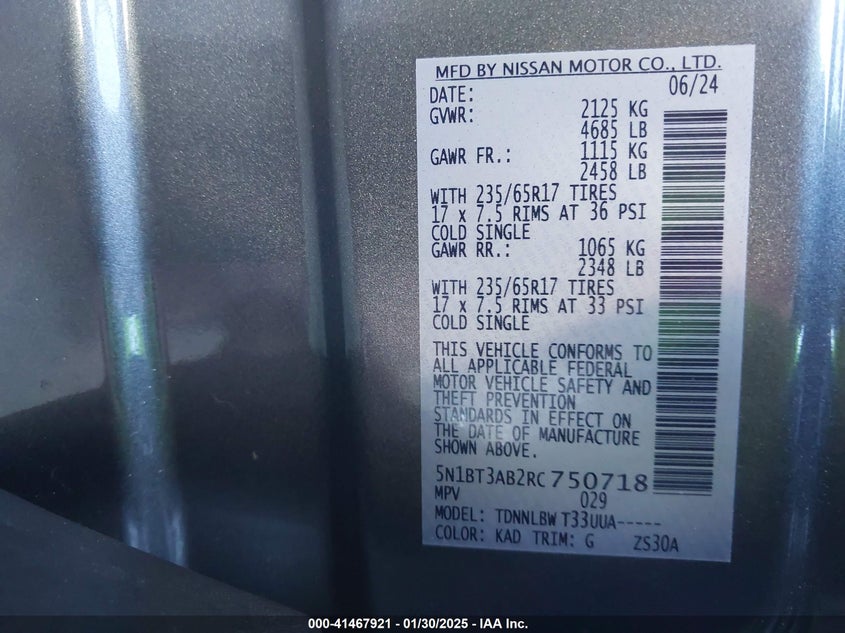 MFD BY NISSAN MOTOR CO., LTD.
DATE: 06/24
GVWR: 2125 KG
4685 LB
GAWR FR.: 1115 KG
2458 LB
WITH 235/65R17 TIRES
17 x 7.5 RIMS AT 36 PSI
COLD SINGLE
GAWR RR.: 1065 KG
2348 LB
WITH 235/65R17 TIRES
17 x 7.5 RIMS AT 33 PSI
COLD SINGLE
THIS VEHICLE CONFORMS TO
ALL APPLICABLE FEDERAL
MOTOR VEHICLE SAFETY AND
THEFT PREVENTION
STANDARDS IN EFFECT ON
THE DATE OF MANUFACTURE
SHOWN ABOVE.
5N1BT3AB2RC750718
MPV 029
MODEL: TDNNLBW T33UUA-----
COLOR: KAD TRIM: G ZS30A
000-41467921 / 01/30/2025 - IAA Inc.